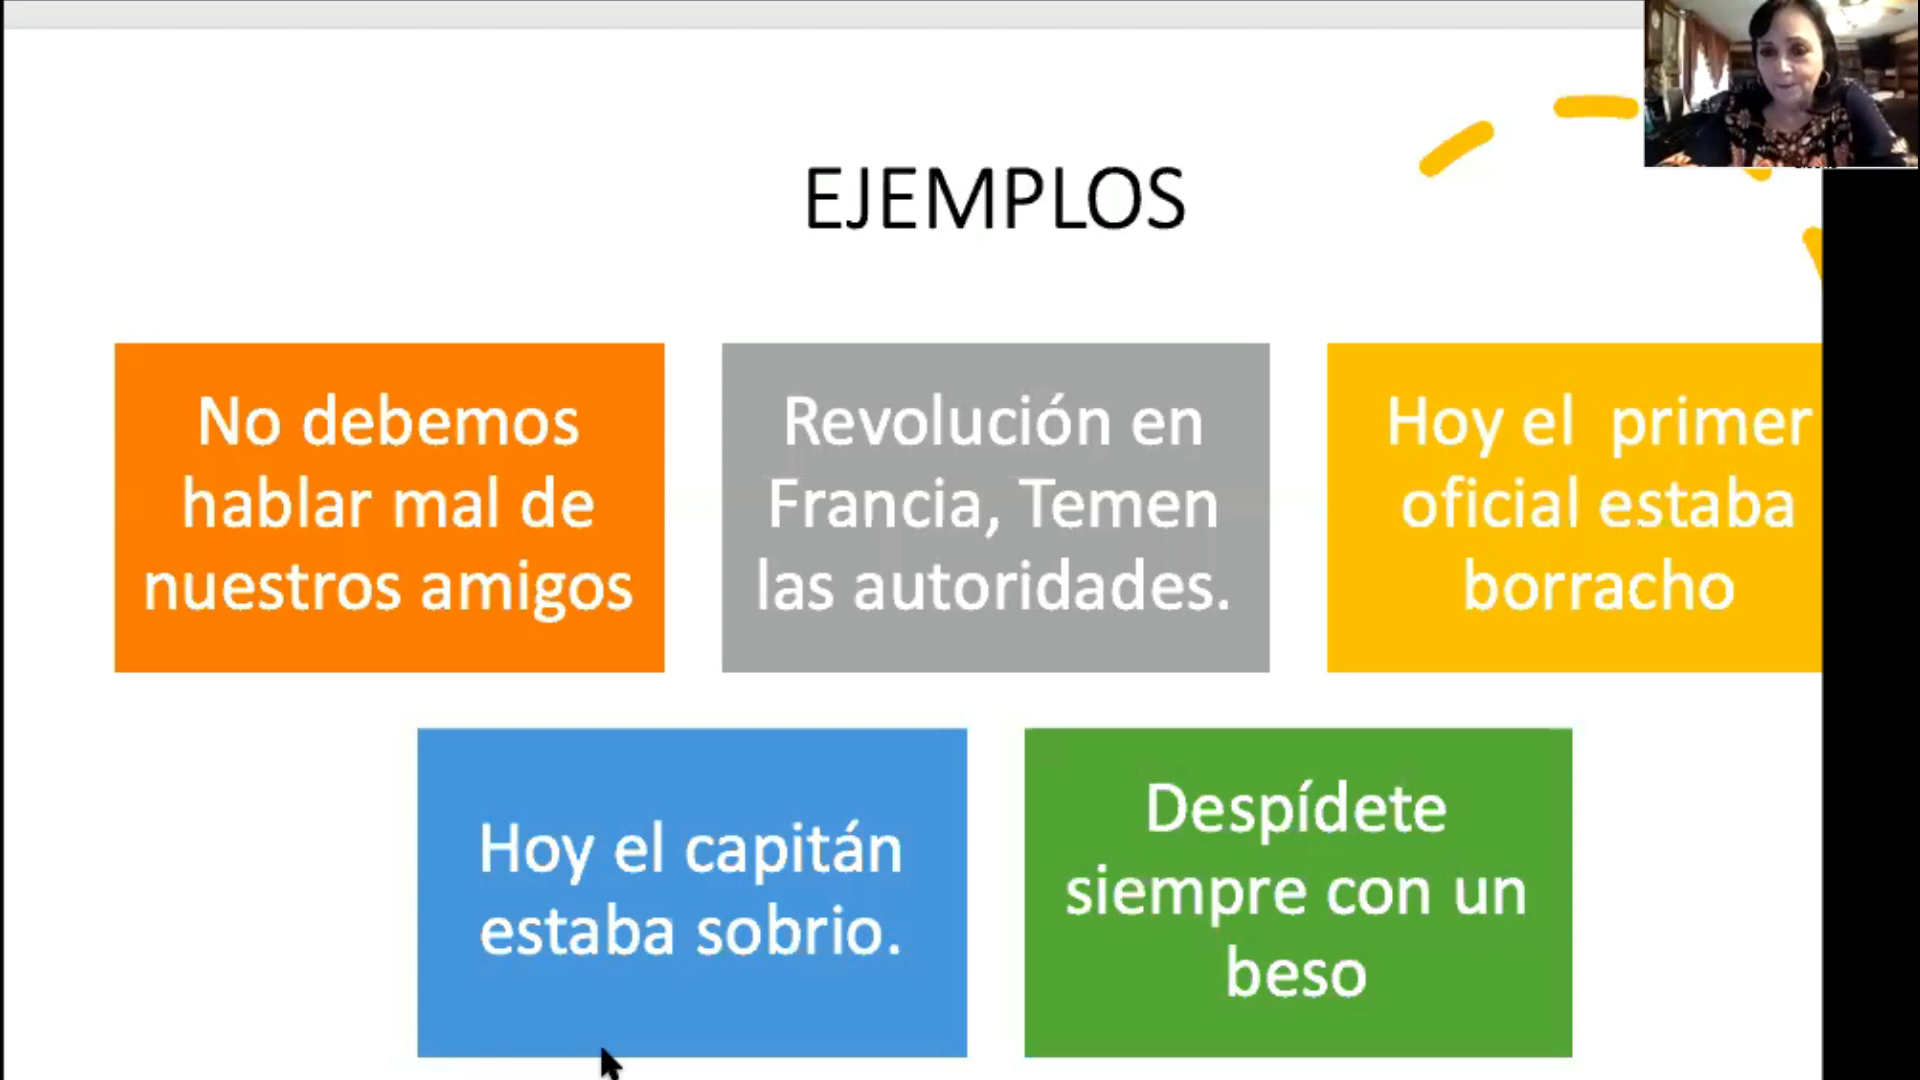 EJEMPLOS
No debemos
hablar mal de
nuestros amigos
Revolución en
Francia, Temen
las autoridades.
Hoy el  primer
oficial estaba
borracho
Hoy el capitán
estaba sobrio.
Despídete
siempre con un
beso